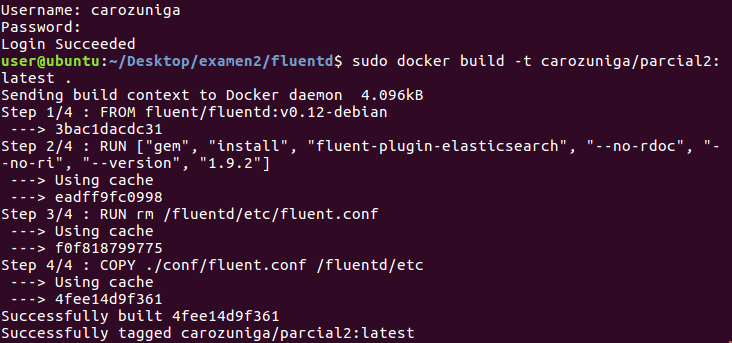 Username: carozuniga
Password:
Login Succeeded
user@ubuntu:~/Desktop/examen2/fluentd$ sudo docker build -t carozuniga/parcial2:
latest .
Sending build context to Docker daemon  4.096kB
Step 1/4 : FROM fluent/fluentd:v0.12-debian
 ---> 3bac1dacdc31
Step 2/4 : RUN ["gem", "install", "fluent-plugin-elasticsearch", "--no-rdoc", "-
-no-ri", "--version", "1.9.2"]
 ---> Using cache
 ---> eadff9fc0998
Step 3/4 : RUN rm /fluentd/etc/fluent.conf
 ---> Using cache
 ---> f0f818799775
Step 4/4 : COPY ./conf/fluent.conf /fluentd/etc
 ---> Using cache
 ---> 4fee14d9f361
Successfully built 4fee14d9f361
Successfully tagged carozuniga/parcial2:latest